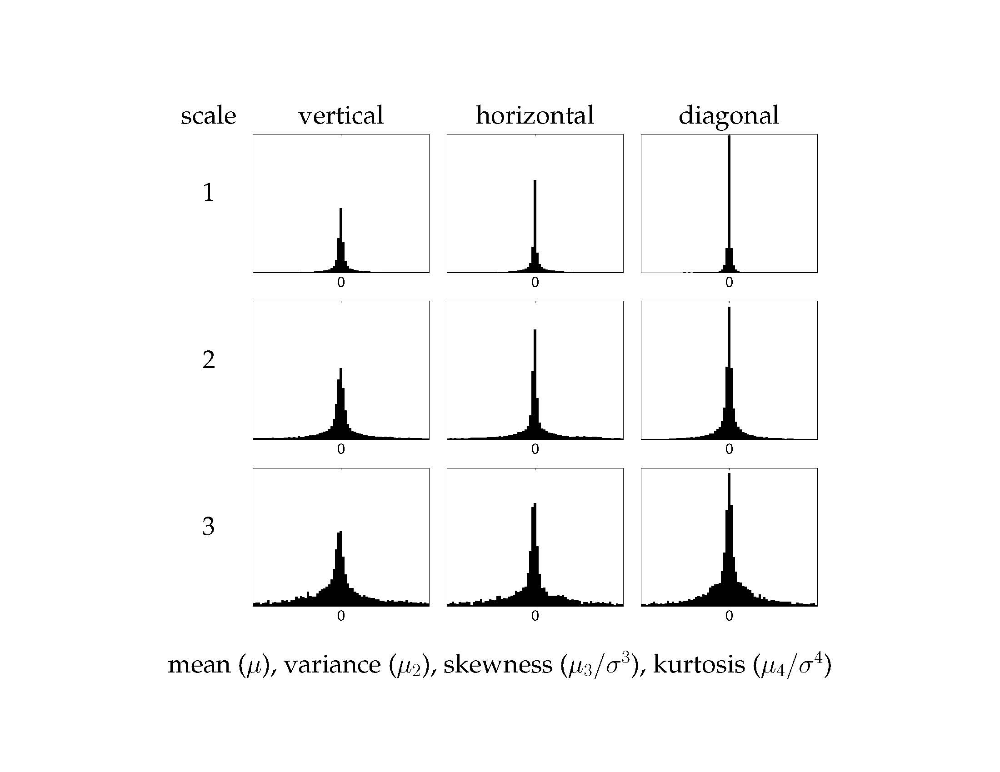 scale vertical horizontal diagonal
1
0 0 0
2
0 0 0
3
0 0 0
mean (μ), variance (μ₂), skewness (μ₃/σ³), kurtosis (μ₄/σ⁴)